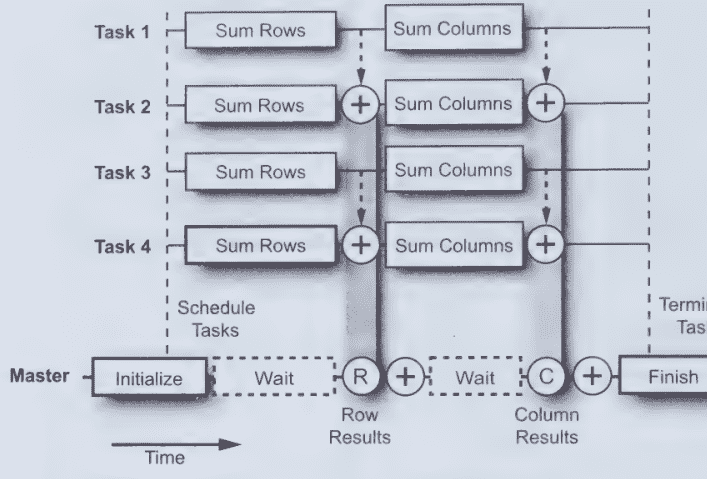 Task 1 Sum Rows Sum Columns
Task 2 Sum Rows + Sum Columns +
Task 3 Sum Rows Sum Columns
Task 4 Sum Rows + Sum Columns +
Schedule
Tasks
Master Initialize Wait R + Wait C + Finish
Row
Results
Column
Results
Time